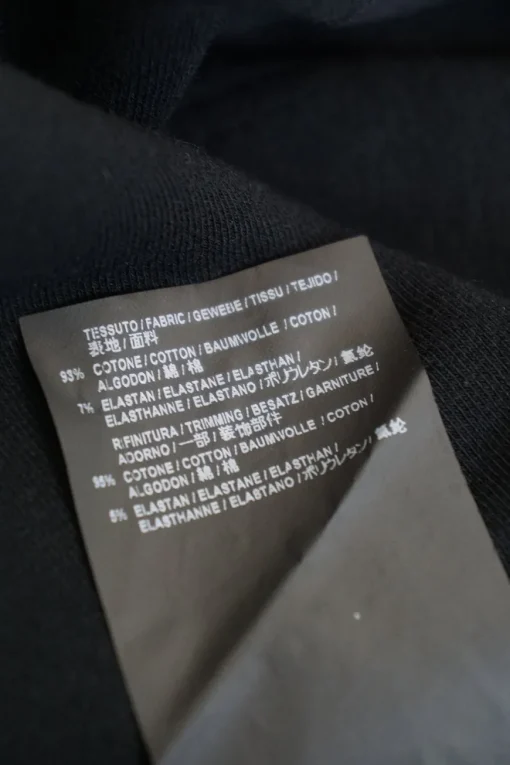 TESSUTO / FABRIC / GEWEBE / TISSU / TEJIDO /
表地 / 面料
93% COTONE / COTTON / BAUMWOLLE / COTON /
ALGODON / 綿 / 棉
7% ELASTAN / ELASTANE / ELASTHAN /
ELASTHANNE / ELASTANO / ポリウレタン / 氨纶
RIFINITURA / TRIMMING / BESATZ / GARNITURE /
ADORNO / 一部 / 装饰部件
95% COTONE / COTTON / BAUMWOLLE / COTON /
ALGODON / 綿 / 棉
5% ELASTAN / ELASTANE / ELASTHAN /
ELASTHANNE / ELASTANO / ポリウレタン / 氨纶